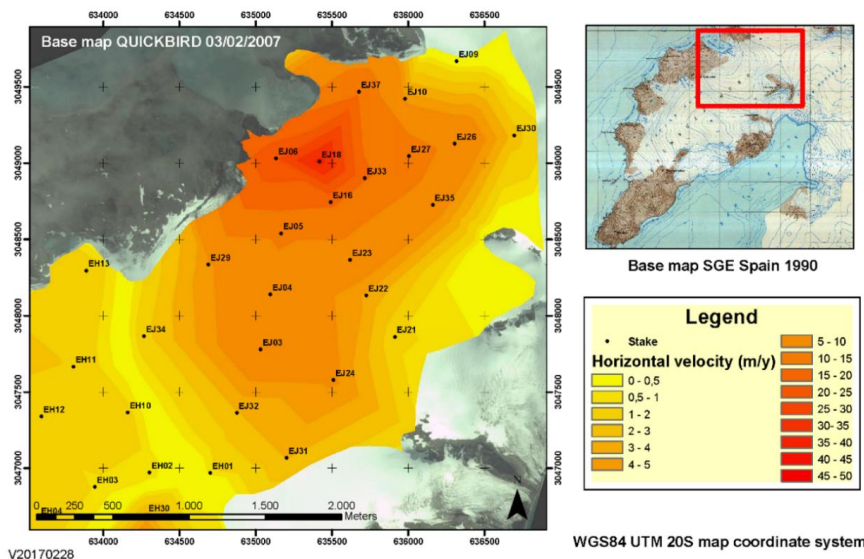 635000 635500 636000 636500
Base map QUICKBIRD 03/02/2007
EJ09
EJ37
EJ10
3049500
EJ26
EJ30
EJ06
EJ18
EJ27
3049000
EJ33
EJ16
EJ35
EJ05
3048500
EJ23
EJ29
EH13
EJ04
EJ22
3048000
EJ34
EJ21
EJ03
EH11
EJ24
3047500
EH12
EH10
EJ32
EJ31
3047000
EH02
EH01
EH03
EH04
EH30
N
0 500 1.000 1.500 2.000
Meters
634000 634500 635000 635500 636000 636500
V20170228
Base map SGE Spain 1990
Legend
Stake
Horizontal velocity (m/y)
0 - 0,5
0,5 - 1
1 - 2
2 - 3
3 - 4
4 - 5
5 - 10
10 - 15
15 - 20
20 - 25
25 - 30
30- 35
35 - 40
40 - 45
45 - 50
WGS84 UTM 20S map coordinate system